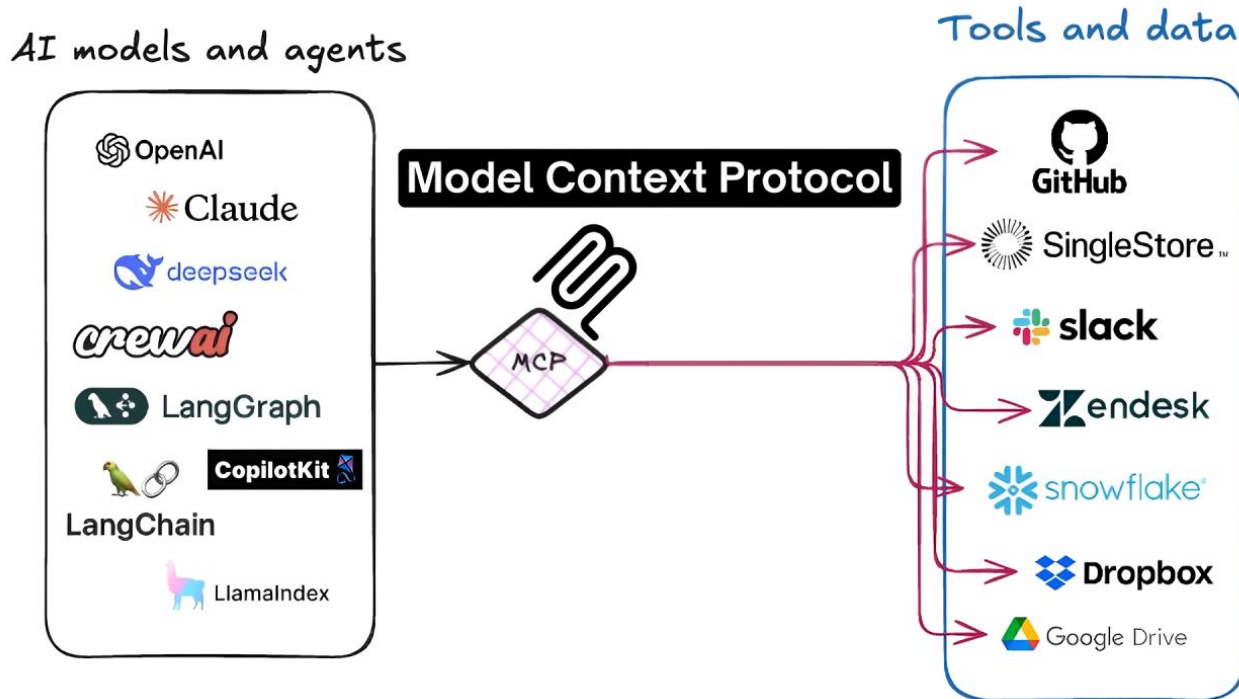 AI models and agents
OpenAI
Claude
deepseek
crewai
LangGraph
CopilotKit
LangChain
LlamaIndex
Model Context Protocol
MCP
Tools and data
GitHub
SingleStore™
slack
zendesk
snowflake®
Dropbox
Google Drive